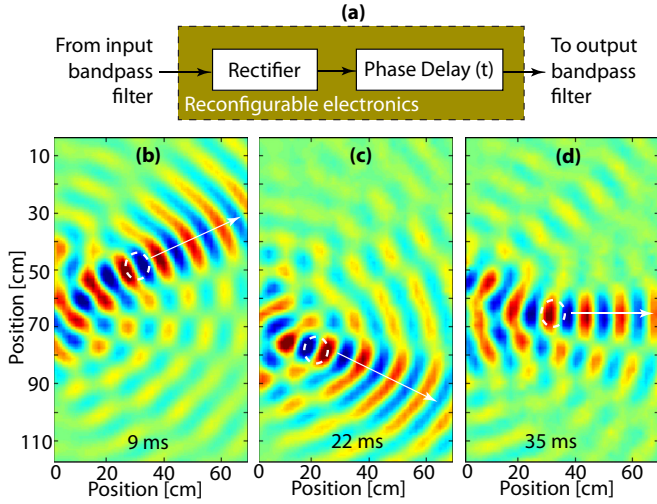 (a)
From input
bandpass
filter
Rectifier
Phase Delay (t)
To output
bandpass
filter
Reconfigurable electronics
(b)
(c)
(d)
Position [cm]
10
30
50
70
90
110
9 ms
22 ms
35 ms
0
20
40
60
0
20
40
60
0
20
40
60
Position [cm]
Position [cm]
Position [cm]